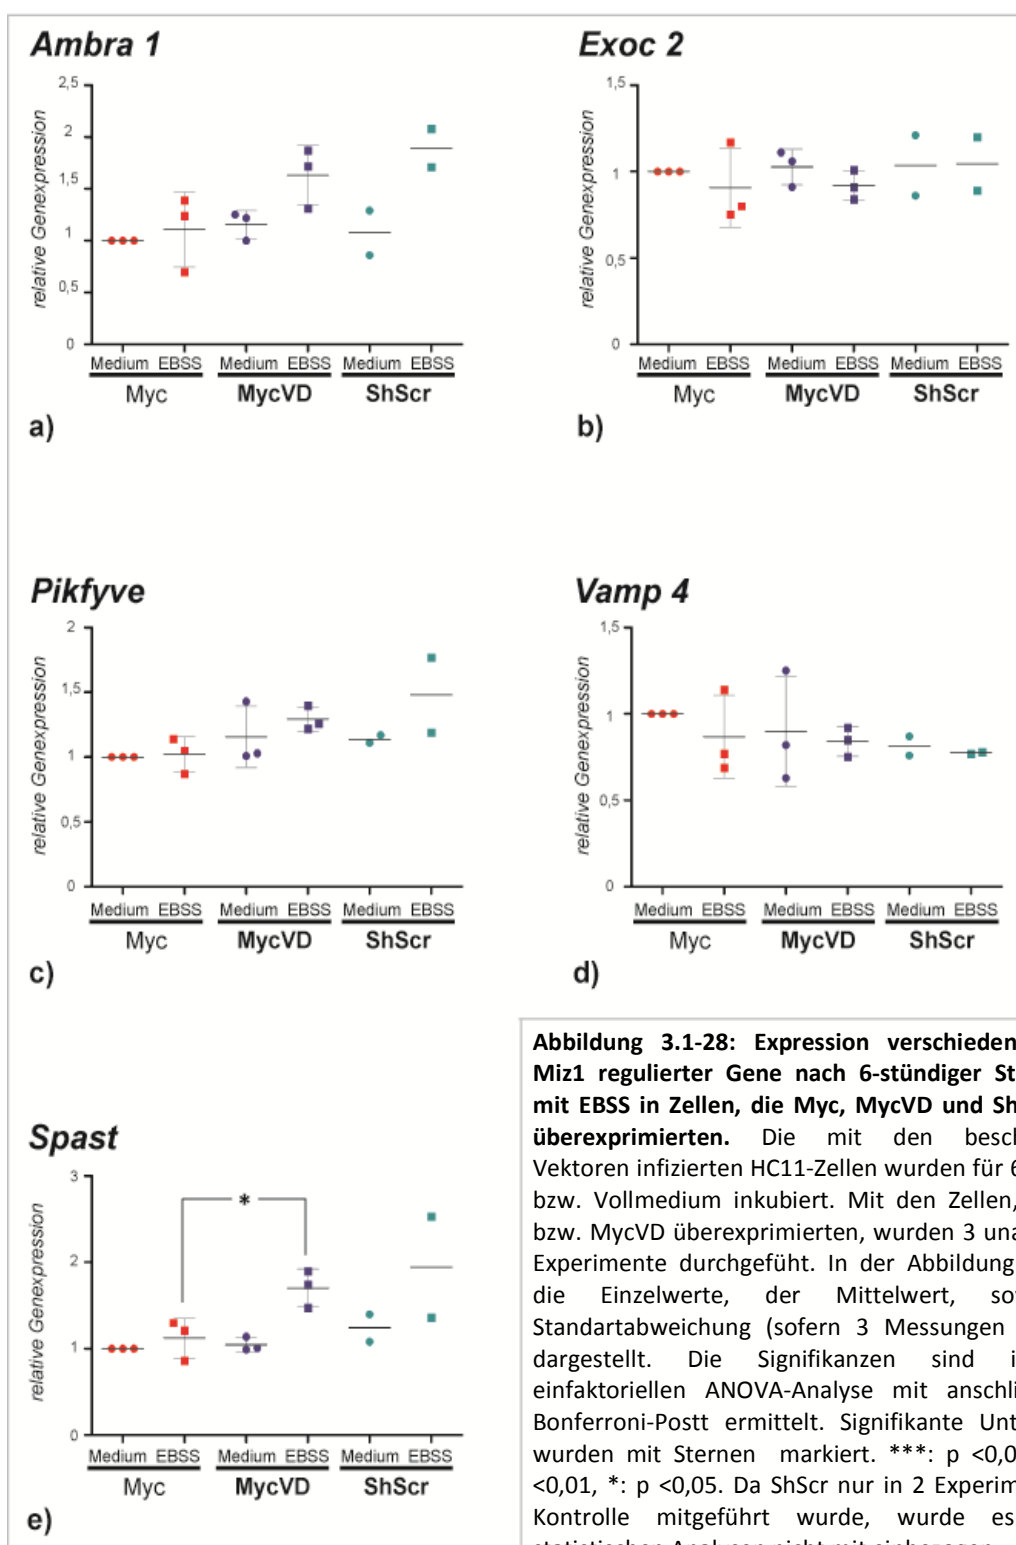 Ambra 1
relative Genexpression
2,5
2
1,5
1
0,5
0
Medium EBSS Medium EBSS Medium EBSS
Myc MycVD ShScr
a)
Exoc 2
relative Genexpression
1,5
1
0,5
0
Medium EBSS Medium EBSS Medium EBSS
Myc MycVD ShScr
b)
Pikfyve
relative Genexpression
2
1,5
1
0,5
0
Medium EBSS Medium EBSS Medium EBSS
Myc MycVD ShScr
c)
Vamp 4
relative Genexpression
1,5
1
0,5
0
Medium EBSS Medium EBSS Medium EBSS
Myc MycVD ShScr
d)
Spast
relative Genexpression
3
2
1
0
*
Medium EBSS Medium EBSS Medium EBSS
Myc MycVD ShScr
e)
Abbildung 3.1-28: Expression verschieden
Miz1 regulierter Gene nach 6-stündiger St
mit EBSS in Zellen, die Myc, MycVD und Sh
überexprimierten. Die mit den besch
Vektoren infizierten HC11-Zellen wurden für 6
bzw. Vollmedium inkubiert. Mit den Zellen,
bzw. MycVD überexprimierten, wurden 3 una
Experimente durchgefüht. In der Abbildung
die Einzelwerte, der Mittelwert, sov
Standartabweichung (sofern 3 Messungen
dargestellt. Die Signifikanzen sind i
einfaktoriellen ANOVA-Analyse mit anschli
Bonferroni-Postt ermittelt. Signifikante Unt
wurden mit Sternen markiert. ***: p <0,0
<0,01, *: p <0,05. Da ShScr nur in 2 Experim
Kontrolle mitgeführt wurde, wurde es
statistischen Analysen nicht mit einbezogen